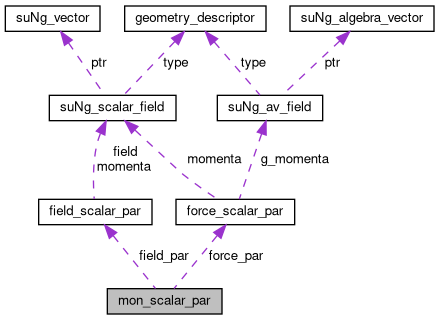 suNg_vector
geometry_descriptor
suNg_algebra_vector
ptr
type
type
ptr
suNg_scalar_field
suNg_av_field
field
momenta
momenta
g_momenta
field_scalar_par
force_scalar_par
field_par
force_par
mon_scalar_par